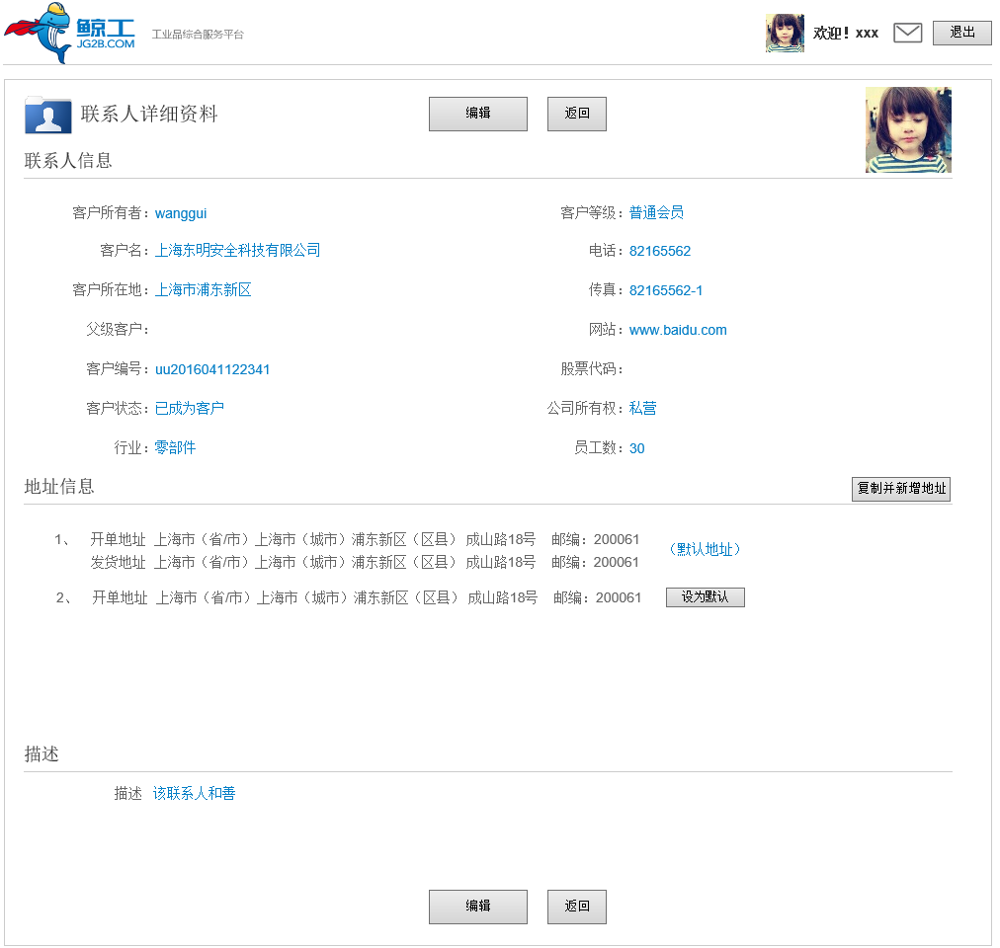 鲸工
JG2B.COM
工业品综合服务平台
欢迎！xxx
退出
联系人详细资料
编辑
返回
联系人信息
客户所有者：wanggui
客户等级：普通会员
客户名：上海东明安全科技有限公司
电话：82165562
客户所在地：上海市浦东新区
传真：82165562-1
父级客户：
网站：www.baidu.com
客户编号：uu2016041122341
股票代码：
客户状态：已成为客户
公司所有权：私营
行业：零部件
员工数：30
地址信息
复制并新增地址
1、 开单地址 上海市（省/市）上海市（城市）浦东新区（区县） 成山路18号 邮编：200061
（默认地址）
发货地址 上海市（省/市）上海市（城市）浦东新区（区县） 成山路18号 邮编：200061
2、 开单地址 上海市（省/市）上海市（城市）浦东新区（区县） 成山路18号 邮编：200061
设为默认
描述
描述 该联系人和善
编辑
返回